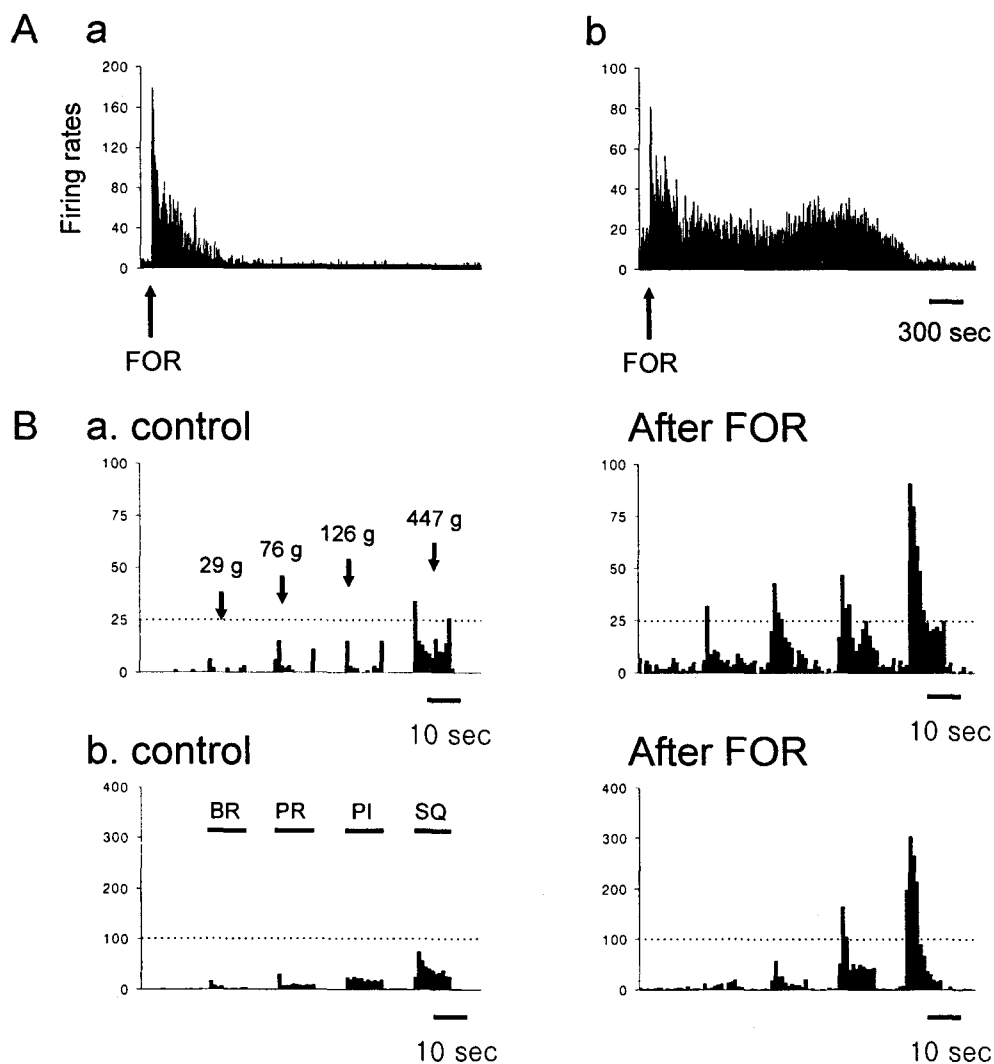 A a b
Firing rates
200
160
120
80
40
0
FOR
100
80
60
40
20
0
FOR
300 sec
B a. control After FOR
100
75
50
25
0
29 g
76 g
126 g
447 g
10 sec
100
75
50
25
0
10 sec
b. control After FOR
400
300
200
100
0
BR PR PI SQ
10 sec
400
300
200
100
0
10 sec